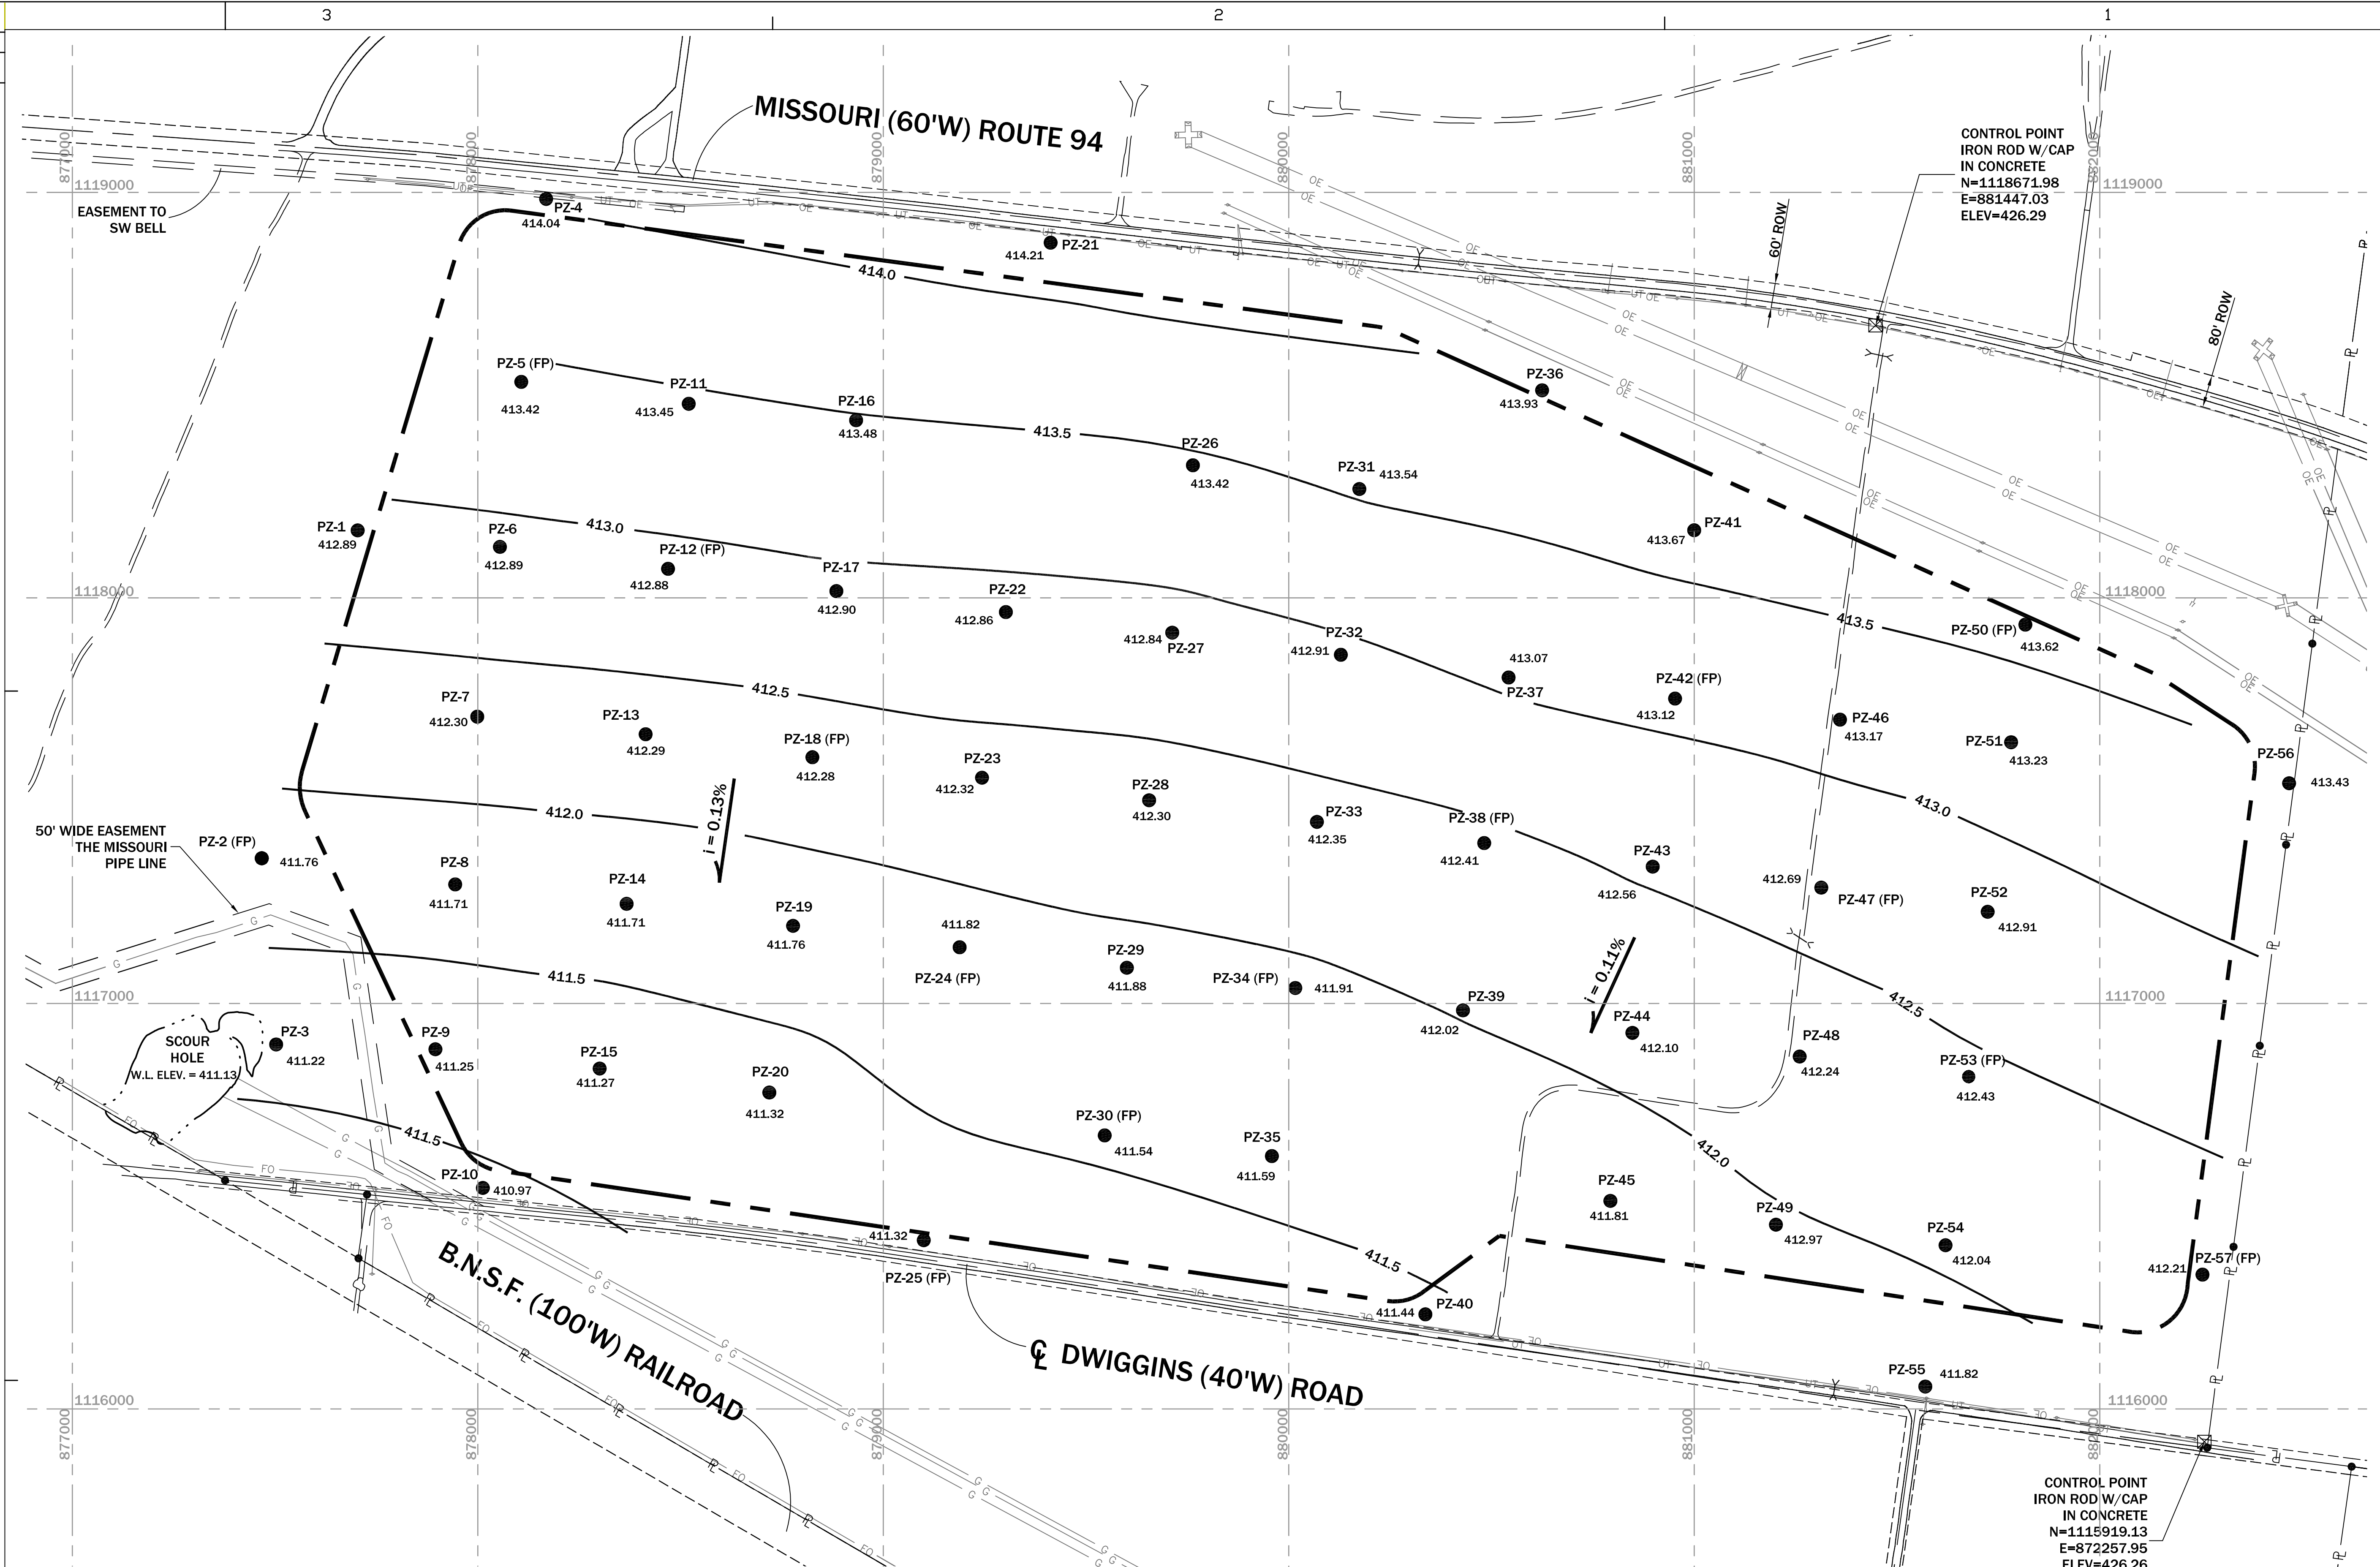 3
2
1
MISSOURI (60'W) ROUTE 94
877000
878000
879000
880000
881000
882000
1119000
1119000
CONTROL POINT
IRON ROD W/CAP
IN CONCRETE
N=1118671.98
E=881447.03
ELEV=426.29
EASEMENT TO
SW BELL
60' ROW
80' ROW
PZ-4
414.04
PZ-21
414.21
414.0
PZ-5 (FP)
413.42
PZ-11
413.45
PZ-16
413.48
413.5
PZ-26
413.42
PZ-31
413.54
PZ-36
413.93
PZ-41
413.67
PZ-1
412.89
PZ-6
412.89
413.0
PZ-12 (FP)
412.88
PZ-17
412.90
PZ-22
412.86
412.84
PZ-27
PZ-32
412.91
413.07
PZ-37
PZ-42 (FP)
413.12
413.5
PZ-50 (FP)
413.62
1118000
1118000
PZ-7
412.30
PZ-13
412.29
412.5
PZ-18 (FP)
412.28
PZ-23
412.32
PZ-28
412.30
PZ-33
412.35
PZ-38 (FP)
412.41
PZ-43
412.56
PZ-46
413.17
PZ-51
413.23
PZ-56
413.43
413.0
412.0
i = 0.13%
50' WIDE EASEMENT
THE MISSOURI
PIPE LINE
PZ-2 (FP)
411.76
PZ-8
411.71
PZ-14
411.71
PZ-19
411.76
411.82
PZ-24 (FP)
PZ-29
411.88
PZ-34 (FP)
411.91
PZ-39
412.02
i = 0.11%
PZ-44
412.10
412.69
PZ-47 (FP)
PZ-52
412.91
412.5
411.5
1117000
1117000
SCOUR
HOLE
W.L. ELEV. = 411.13
PZ-3
411.22
PZ-9
411.25
PZ-15
411.27
PZ-20
411.32
PZ-30 (FP)
411.54
PZ-35
411.59
PZ-48
412.24
PZ-53 (FP)
412.43
411.5
PZ-10
410.97
411.32
PZ-25 (FP)
411.5
411.44
PZ-40
PZ-45
411.81
412.0
PZ-49
412.97
PZ-54
412.04
412.21
PZ-57 (FP)
PZ-55
411.82
B.N.S.F. (100'W) RAILROAD
℄ DWIGGINS (40'W) ROAD
1116000
1116000
877000
878000
879000
880000
881000
882000
CONTROL POINT
IRON ROD W/CAP
IN CONCRETE
N=1115919.13
E=872257.95
ELEV=426.26